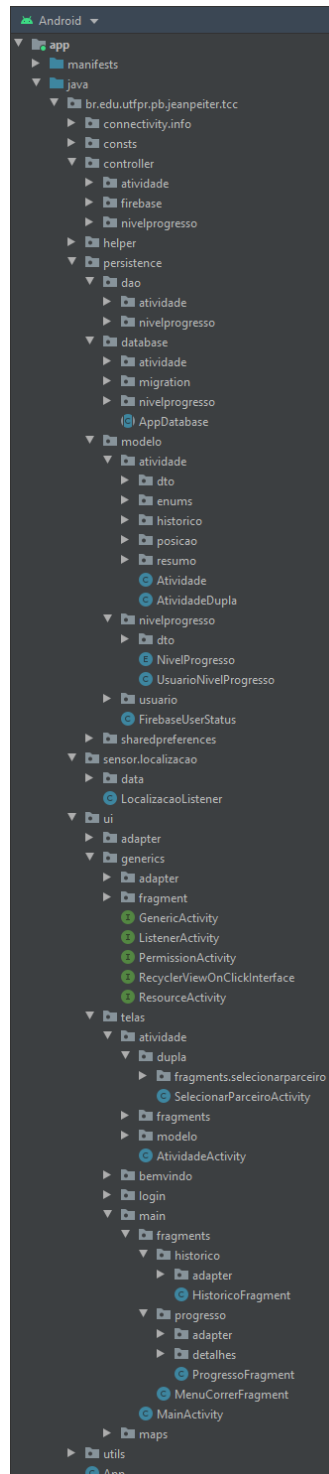 Android
app
manifests
java
br.edu.utfpr.pb.jeanpeiter.tcc
connectivity.info
consts
controller
atividade
firebase
nivelprogresso
helper
persistence
dao
atividade
nivelprogresso
database
atividade
migration
nivelprogresso
AppDatabase
modelo
atividade
dto
enums
historico
posicao
resumo
Atividade
AtividadeDupla
nivelprogresso
dto
NivelProgresso
UsuarioNivelProgresso
usuario
FirebaseUserStatus
sharedpreferences
sensor.localizacao
data
LocalizacaoListener
ui
adapter
generics
adapter
fragment
GenericActivity
ListenerActivity
PermissionActivity
RecyclerViewOnClickInterface
ResourceActivity
telas
atividade
dupla
fragments.selecionarparceiro
SelecionarParceiroActivity
fragments
modelo
AtividadeActivity
bemvindo
login
main
fragments
historico
adapter
HistoricoFragment
progresso
adapter
detalhes
ProgressoFragment
MenuCorrerFragment
MainActivity
maps
utils
App